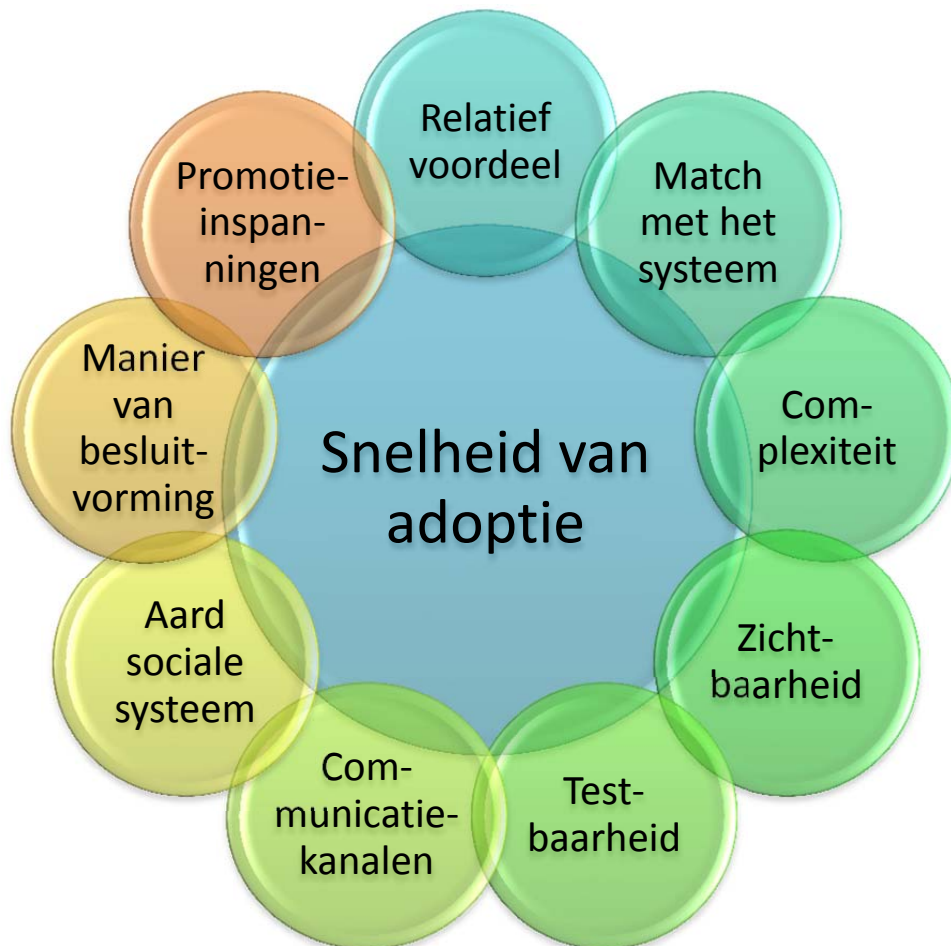 Relatief
voordeel
Match
met het
systeem
Com-
plexiteit
Zicht-
baarheid
Test-
baarheid
Com-
municatie-
kanalen
Aard
sociale
systeem
Manier
van
besluit-
vorming
Promotie-
inspan-
ningen
Snelheid van
adoptie